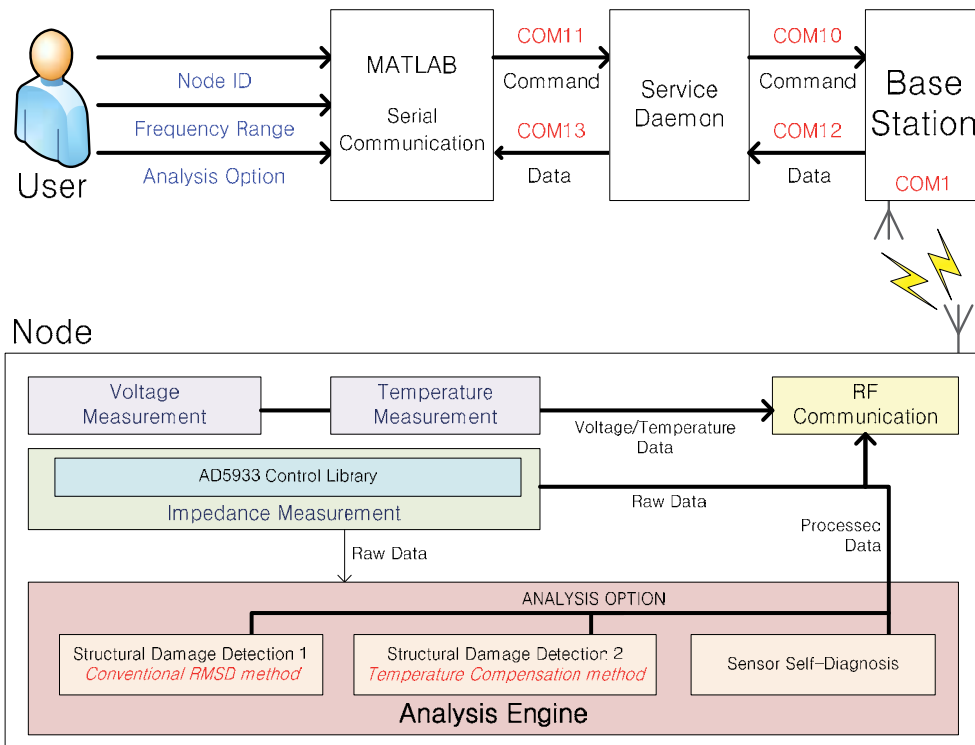 User
Node ID
Frequency Range
Analysis Option
MATLAB
Serial
Communication
COM11
Command
COM13
Data
Service
Daemon
COM10
Command
COM12
Data
Base
Station
COM1
Node
Voltage
Measurement
Temperature
Measurement
Voltage/Temperature
Data
RF
Communication
AD5933 Control Library
Impedance Measurement
Raw Data
Processec
Data
Raw Data
ANALYSIS OPTION
Structural Damage Detection 1
Conventional RMSD method
Structural Damage Detection 2
Temperature Compensation method
Sensor Self-Diagnosis
Analysis Engine